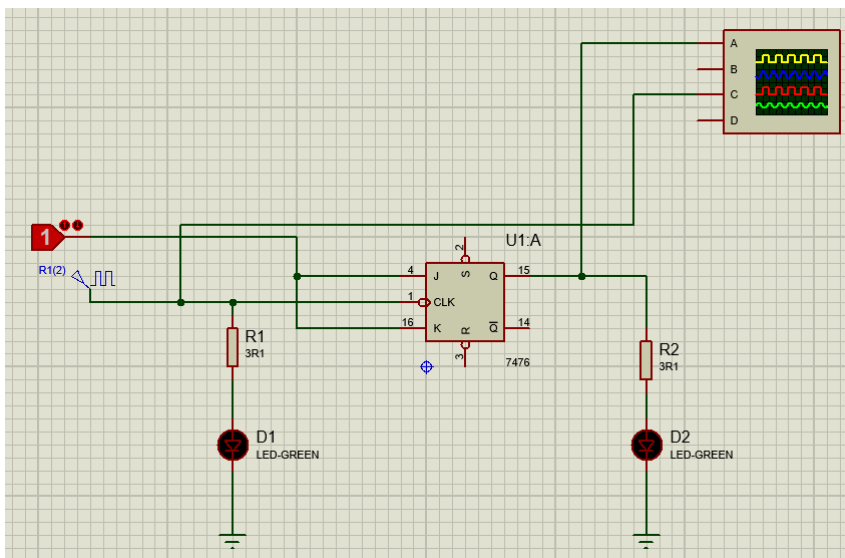 A
B
C
D
1
R1(2)
U1:A
2
4
J
S
Q
15
1
CLK
16
K
R
Q
14
3
7476
R1
3R1
R2
3R1
D1
LED-GREEN
D2
LED-GREEN